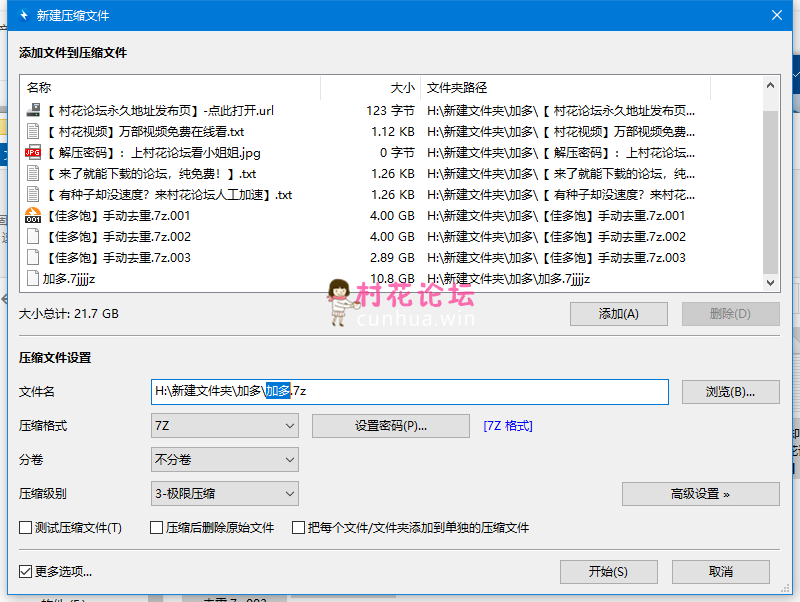 新建压缩文件
添加文件到压缩文件
名称 大小 文件夹路径
【 村花论坛永久地址发布页】-点此打开.url 123 字节 H:\新建文件夹\加多\【 村花论坛永久地址发布页...
【 村花视频】万部视频免费在线看.txt 1.12 KB H:\新建文件夹\加多\【 村花视频】万部视频免费...
【 解压密码】：上村花论坛看小姐姐.jpg 0 字节 H:\新建文件夹\加多\【 解压密码】：上村花论坛...
【 来了就能下载的论坛，纯免费！】.txt 1.26 KB H:\新建文件夹\加多\【 来了就能下载的论坛，纯...
【 有种子却没速度？来村花论坛人工加速】.txt 1.26 KB H:\新建文件夹\加多\【 有种子却没速度？来村花...
【佳多饱】手动去重.7z.001 4.00 GB H:\新建文件夹\加多\【佳多饱】手动去重.7z.001
【佳多饱】手动去重.7z.002 4.00 GB H:\新建文件夹\加多\【佳多饱】手动去重.7z.002
【佳多饱】手动去重.7z.003 2.89 GB H:\新建文件夹\加多\【佳多饱】手动去重.7z.003
加多.7jjjjz 10.8 GB H:\新建文件夹\加多\加多.7jjjjz
村花论坛
cunhua.win
大小总计: 21.7 GB 添加(A) 删除(D)
压缩文件设置
文件名 H:\新建文件夹\加多\加多.7z 浏览(B)...
压缩格式 7Z 设置密码(P)... [7Z 格式]
分卷 不分卷
压缩级别 3-极限压缩 高级设置 »
测试压缩文件(T) 压缩后删除原始文件 把每个文件/文件夹添加到单独的压缩文件
更多选项... 开始(S) 取消